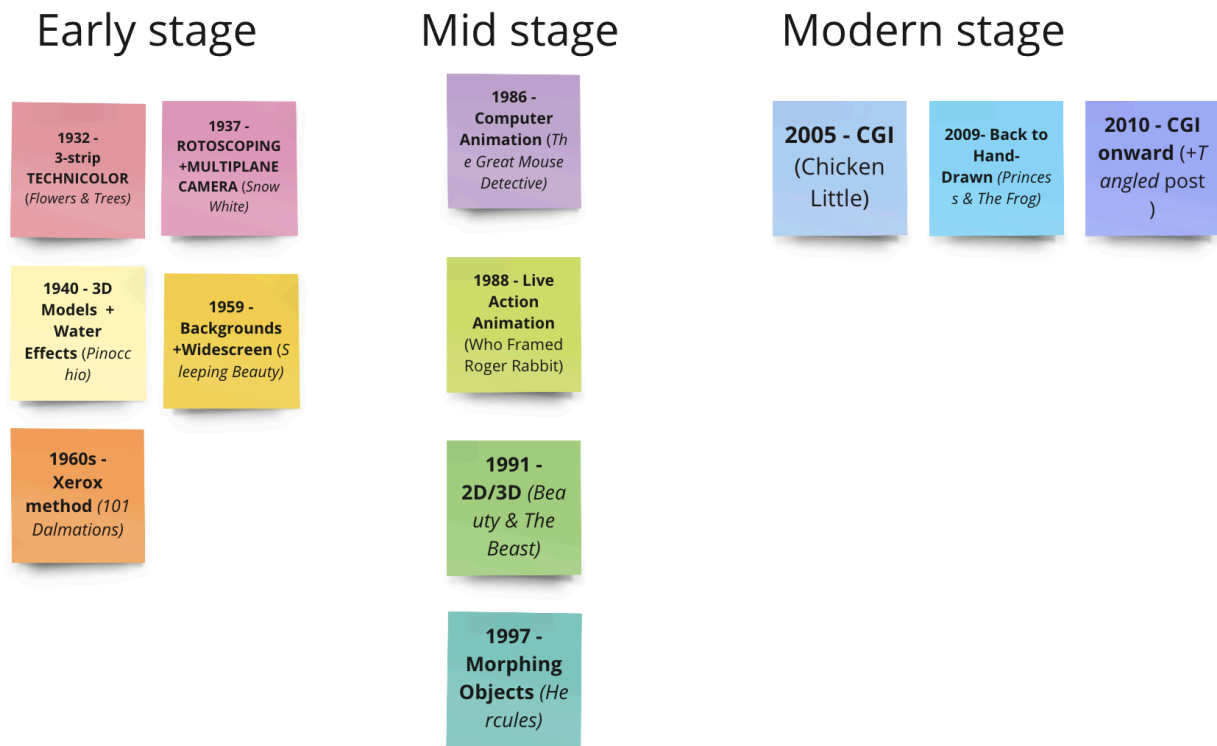 Early stage
1932 -
3-strip
TECHNICOLOR
(Flowers & Trees)
1937 -
ROTOSCOPING
+MULTIPLANE
CAMERA (Snow
White)
1940 - 3D
Models +
Water
Effects (Pinocc
hio)
1959 -
Backgrounds
+Widescreen (S
leeping Beauty)
1960s -
Xerox
method (101
Dalmations)
Mid stage
1986 -
Computer
Animation (Th
e Great Mouse
Detective)
1988 - Live
Action
Animation
(Who Framed
Roger Rabbit)
1991 -
2D/3D (Bea
uty & The
Beast)
1997 -
Morphing
Objects (He
rcules)
Modern stage
2005 - CGI
(Chicken
Little)
2009- Back to
Hand-
Drawn (Princes
s & The Frog)
2010 - CGI
onward (+T
angled post
)